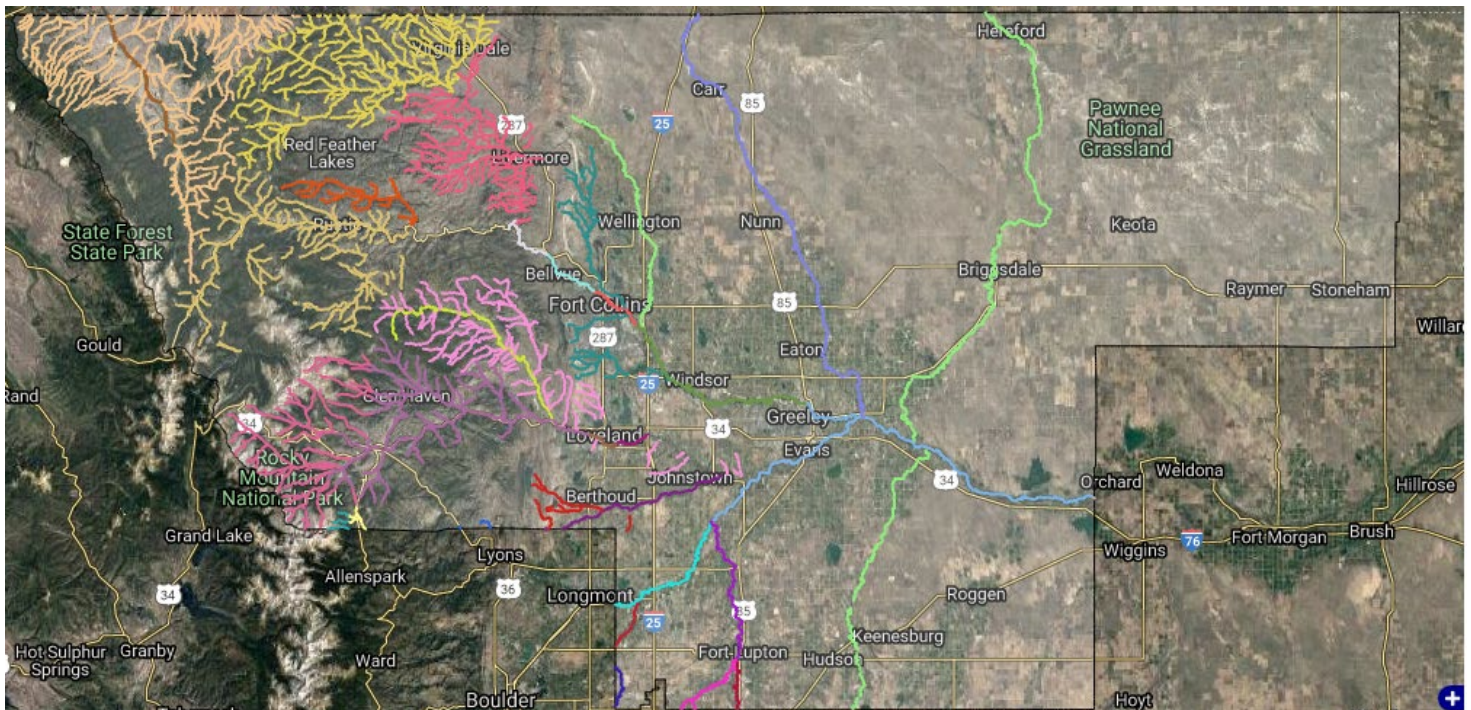 Hereford
Virginia Dale
Carr
85
287
25
Pawnee
National
Grassland
Red Feather
Lakes
Livermore
State Forest
State Park
Rustic
Wellington
Nunn
Keota
Bellvue
Briggsdale
Fort Collins
85
Raymer
Stoneham
Gould
287
Eaton
Willard
Rand
Glen Haven
25
Windsor
34
Greeley
34
Loveland
Evans
Rocky
Mountain
National Park
Berthoud
Johnstown
34
Orchard
Weldona
Hillrose
Grand Lake
Lyons
Wiggins
76
Fort Morgan
Brush
Allenspark
36
34
Longmont
25
85
Roggen
Hot Sulphur
Springs
Granby
Ward
Fort Lupton
Hudson
Keenesburg
Boulder
Hoyt
+